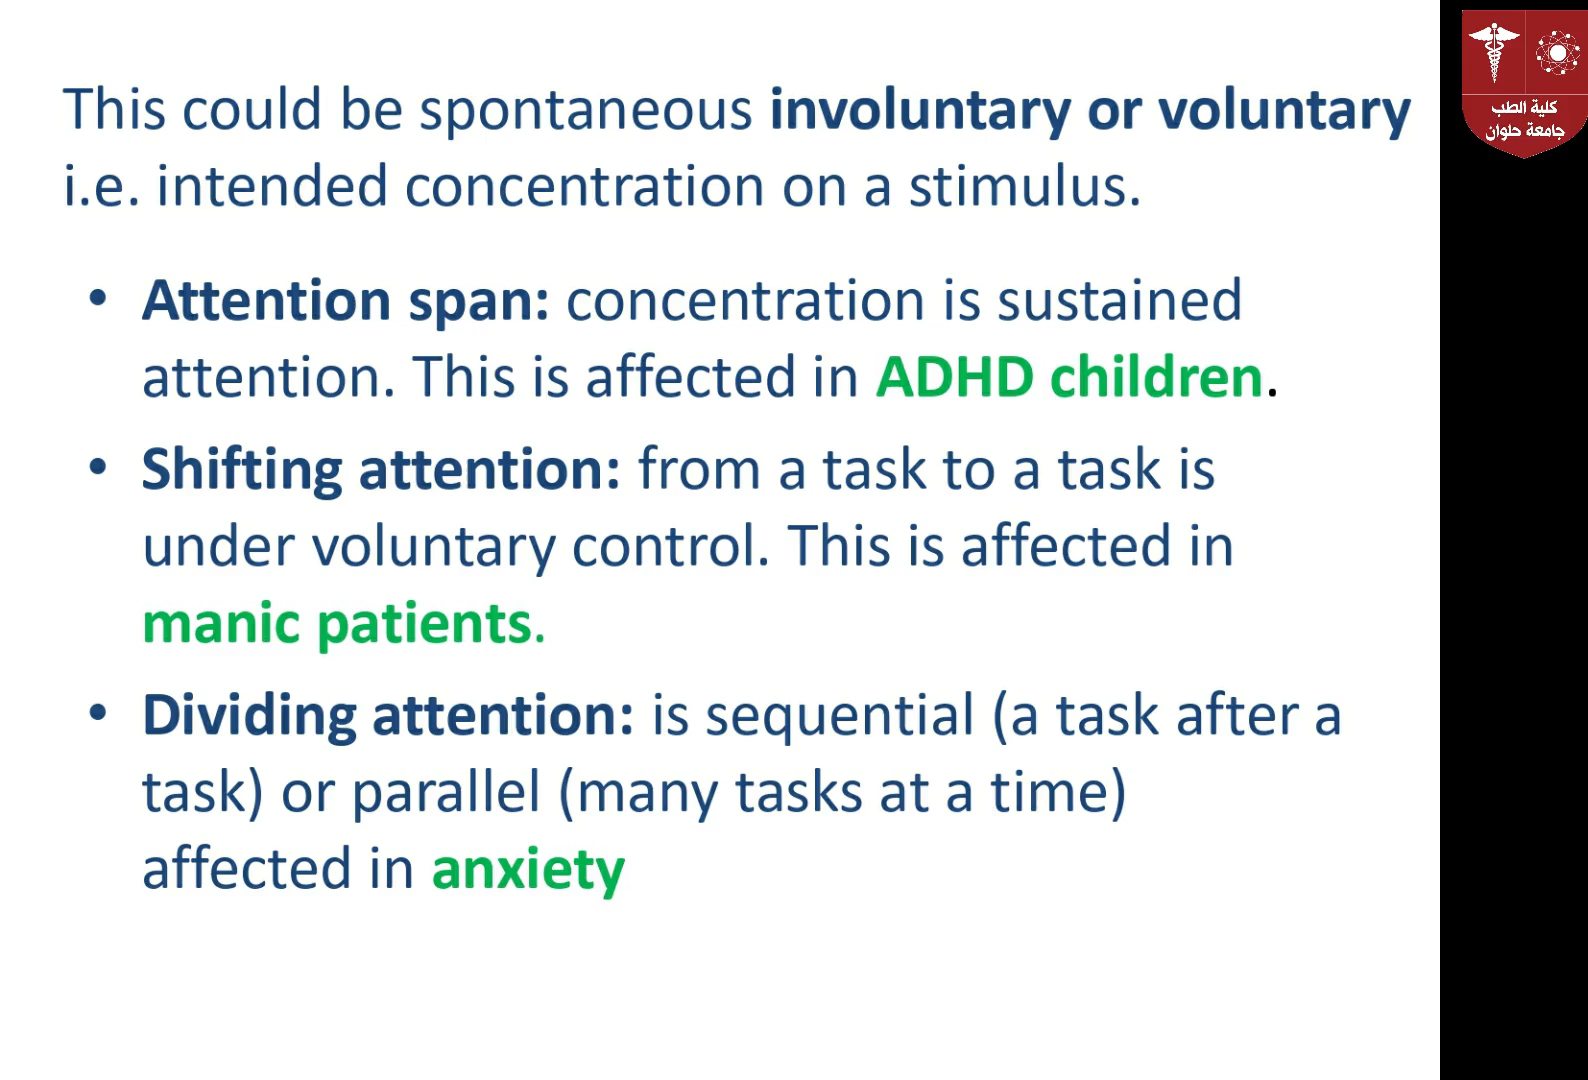 This could be spontaneous involuntary or voluntary
i.e. intended concentration on a stimulus.
• Attention span: concentration is sustained
attention. This is affected in ADHD children.
• Shifting attention: from a task to a task is
under voluntary control. This is affected in
manic patients.
• Dividing attention: is sequential (a task after a
task) or parallel (many tasks at a time)
affected in anxiety
كلية الطب
جامعة حلوان